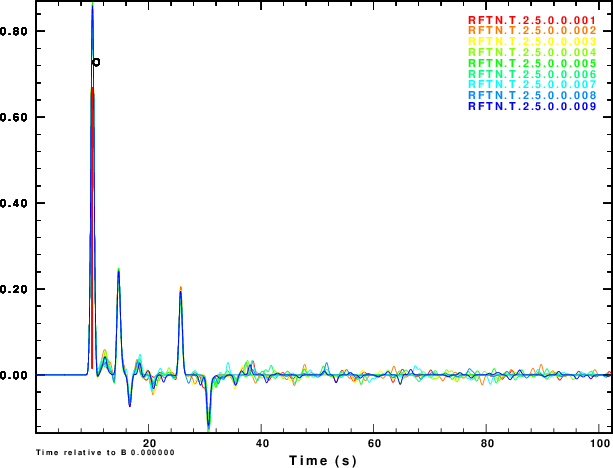 0.80
0.60
0.40
0.20
0.00
RFTN.T.2.5.0.0.001
RFTN.T.2.5.0.0.002
RFTN.T.2.5.0.0.003
RFTN.T.2.5.0.0.004
RFTN.T.2.5.0.0.005
RFTN.T.2.5.0.0.006
RFTN.T.2.5.0.0.007
RFTN.T.2.5.0.0.008
RFTN.T.2.5.0.0.009
20 40 60 80 100
Time relative to B 0.000000
Time (s)